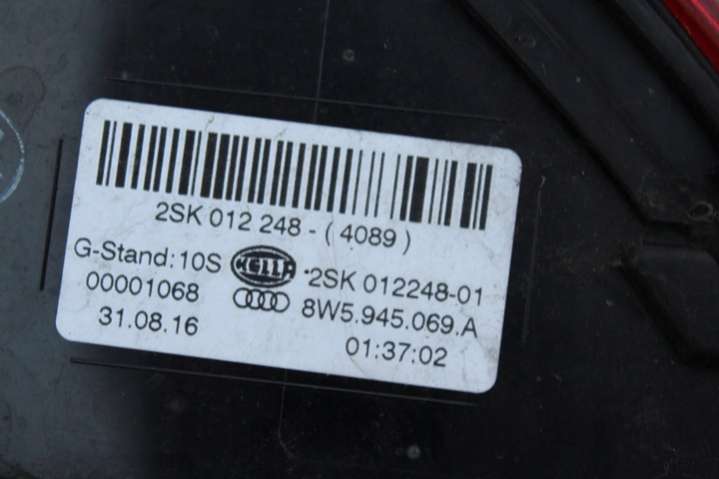 2SK 012 248 - ( 4089 )
G-Stand: 10S HELLA 2SK 012248-01
00001068 8W5.945.069.A
31.08.16 01:37:02